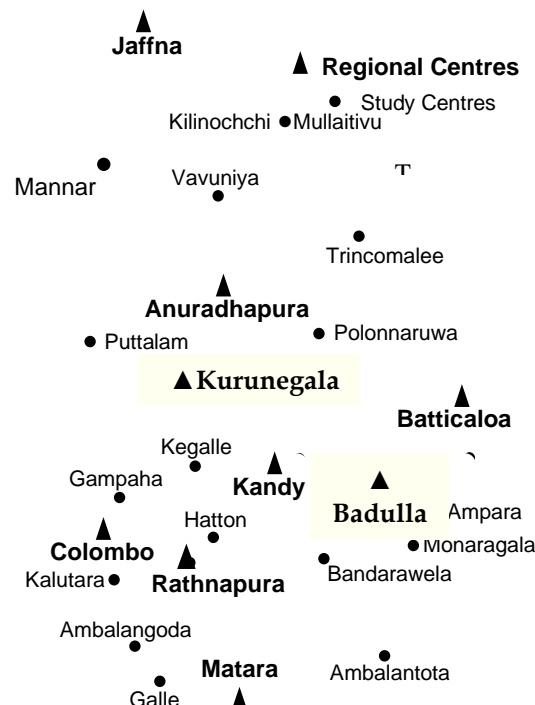 Jaffna
Regional Centres
Study Centres
Kilinochchi
Mullaitivu
Mannar
Vavuniya
T
Trincomalee
Anuradhapura
Puttalam
Polonnaruwa
Kurunegala
Batticaloa
Kegalle
Gampaha
Kandy
Badulla
Ampara
Hatton
Colombo
Monaragala
Kalutara
Rathnapura
Bandarawela
Ambalangoda
Matara
Ambalantota
Galle